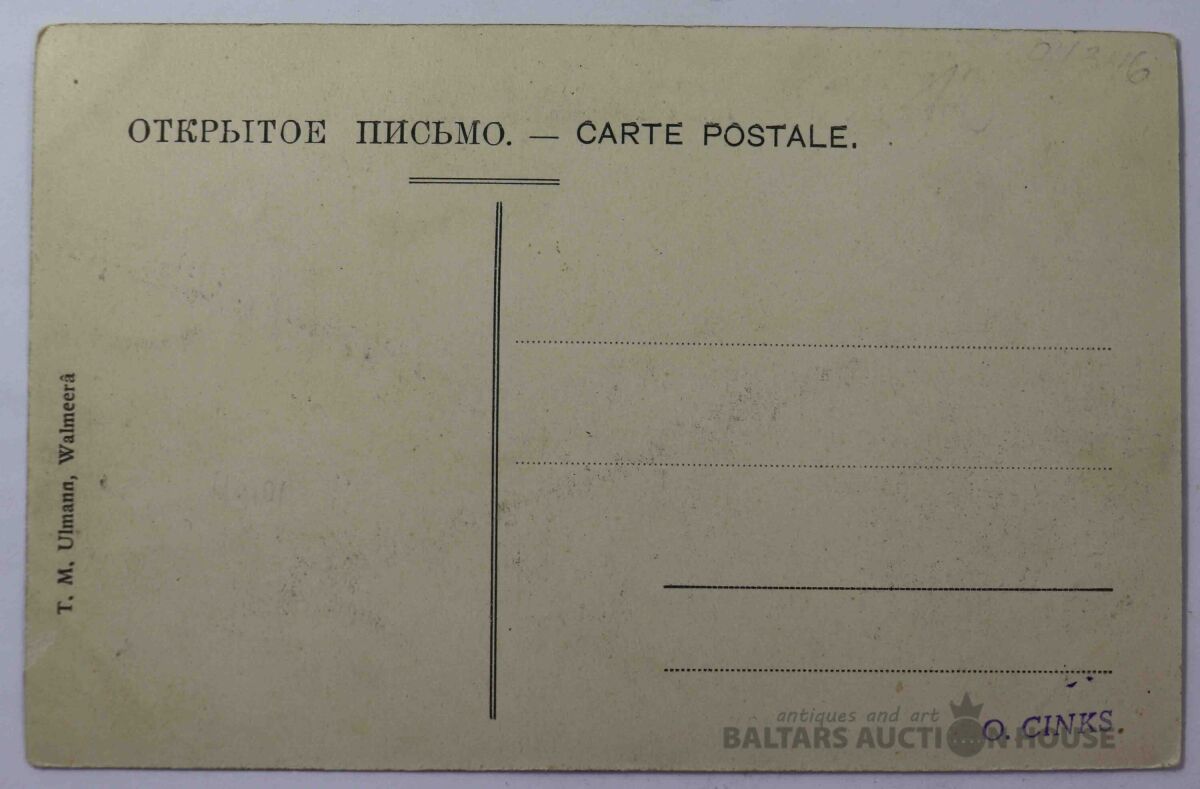 ОТКРЫТОЕ ПИСЬМО. — CARTE POSTALE.
T. M. Ulmann, Walmeerâ
O. CINKS.
antiques and art
BALTARS AUCTION HOUSE